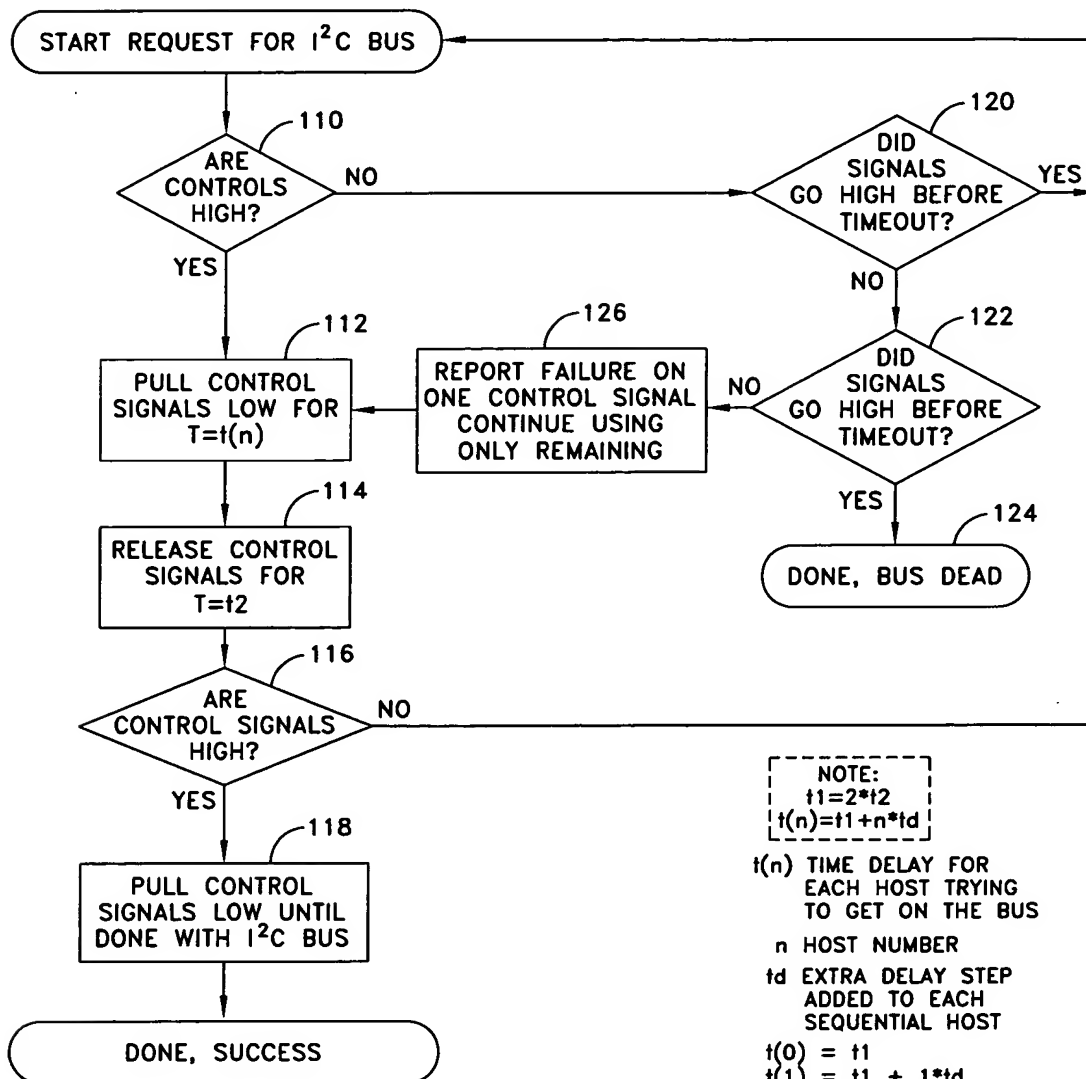 START REQUEST FOR I²C BUS
110
ARE
CONTROLS
HIGH?
NO
YES
120
DID
SIGNALS
GO HIGH BEFORE
TIMEOUT?
YES
NO
122
DID
SIGNALS
GO HIGH BEFORE
TIMEOUT?
NO
YES
126
REPORT FAILURE ON
ONE CONTROL SIGNAL
CONTINUE USING
ONLY REMAINING
112
PULL CONTROL
SIGNALS LOW FOR
T=t(n)
114
RELEASE CONTROL
SIGNALS FOR
T=t2
124
DONE, BUS DEAD
116
ARE
CONTROL SIGNALS
HIGH?
NO
YES
118
PULL CONTROL
SIGNALS LOW UNTIL
DONE WITH I²C BUS
DONE, SUCCESS
NOTE:
t1=2*t2
t(n)=t1+n*td
t(n) TIME DELAY FOR
EACH HOST TRYING
TO GET ON THE BUS
n HOST NUMBER
td EXTRA DELAY STEP
ADDED TO EACH
SEQUENTIAL HOST
t(0) = t1
t(1) = t1 + 1*td